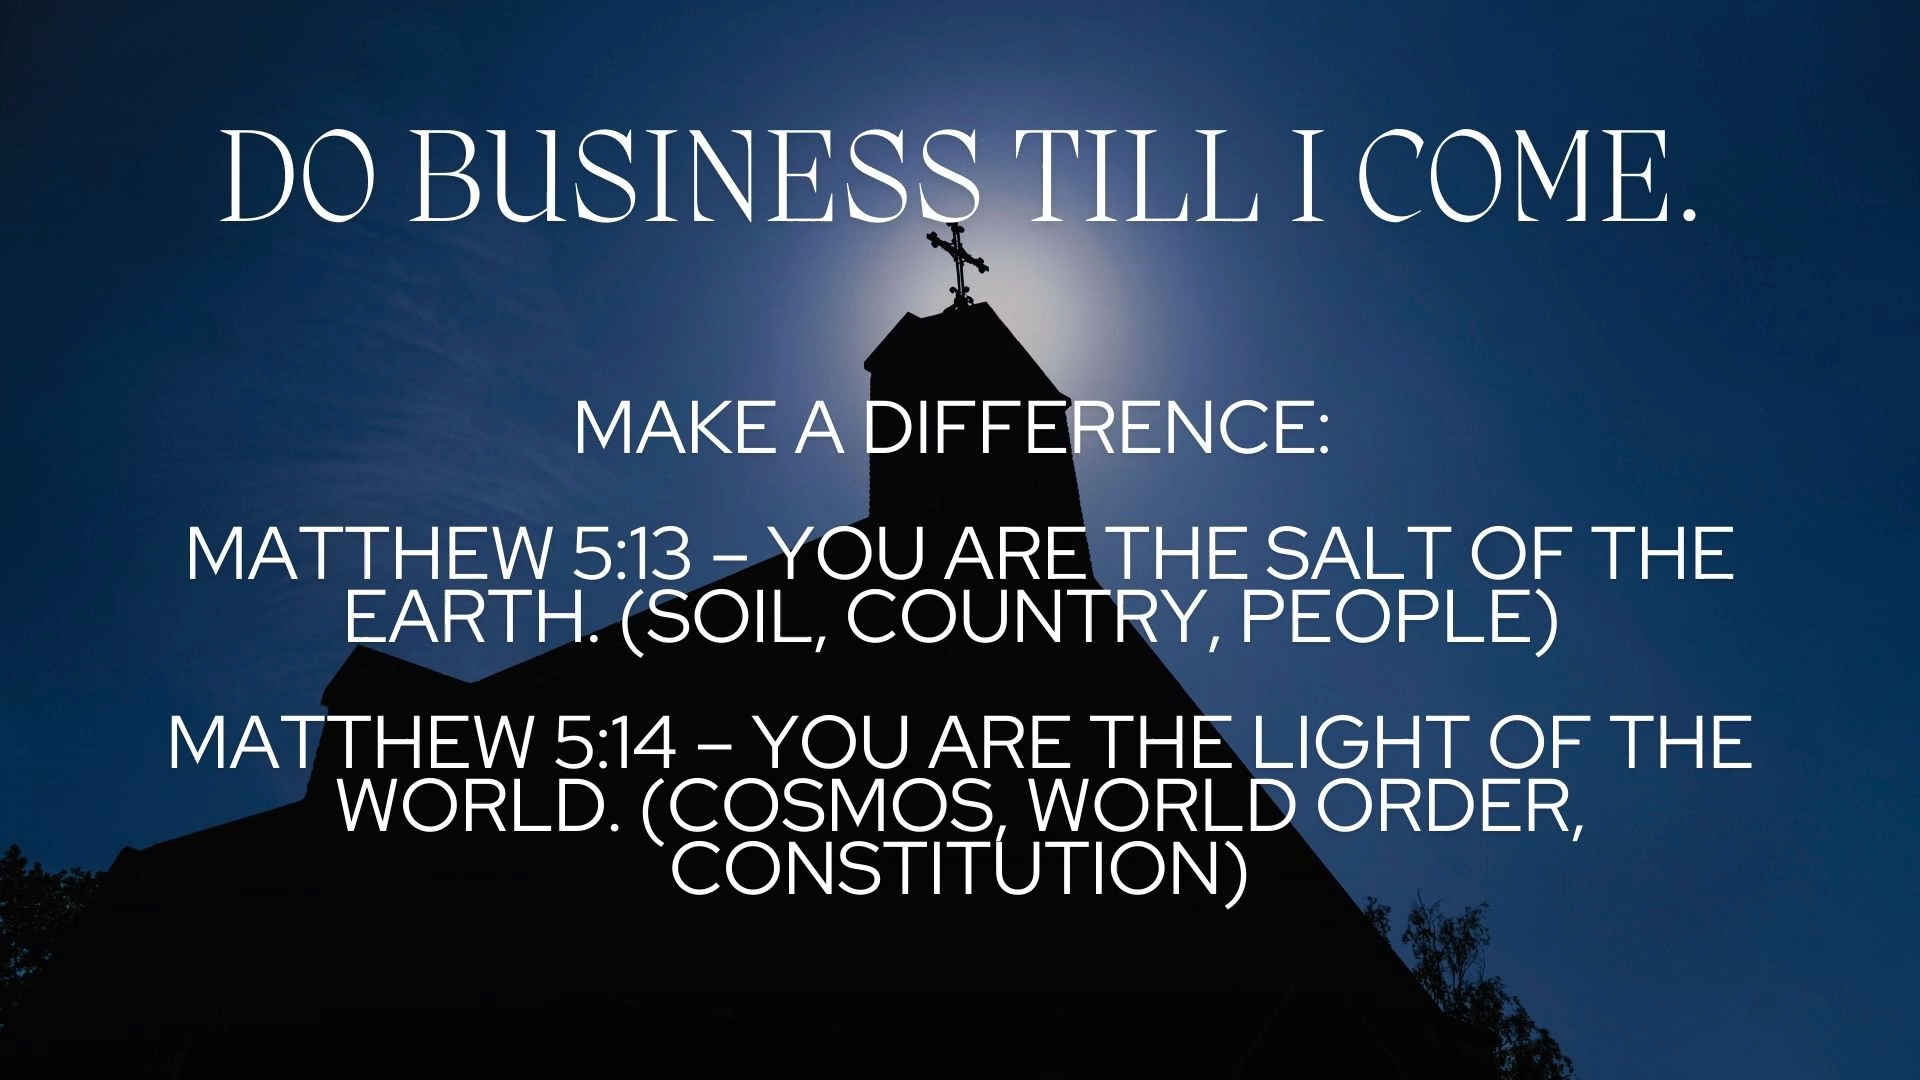 DO BUSINESS TILL I COME.
MAKE A DIFFERENCE:
MATTHEW 5:13 – YOU ARE THE SALT OF THE
EARTH. (SOIL, COUNTRY, PEOPLE)
MATTHEW 5:14 – YOU ARE THE LIGHT OF THE
WORLD. (COSMOS, WORLD ORDER,
CONSTITUTION)